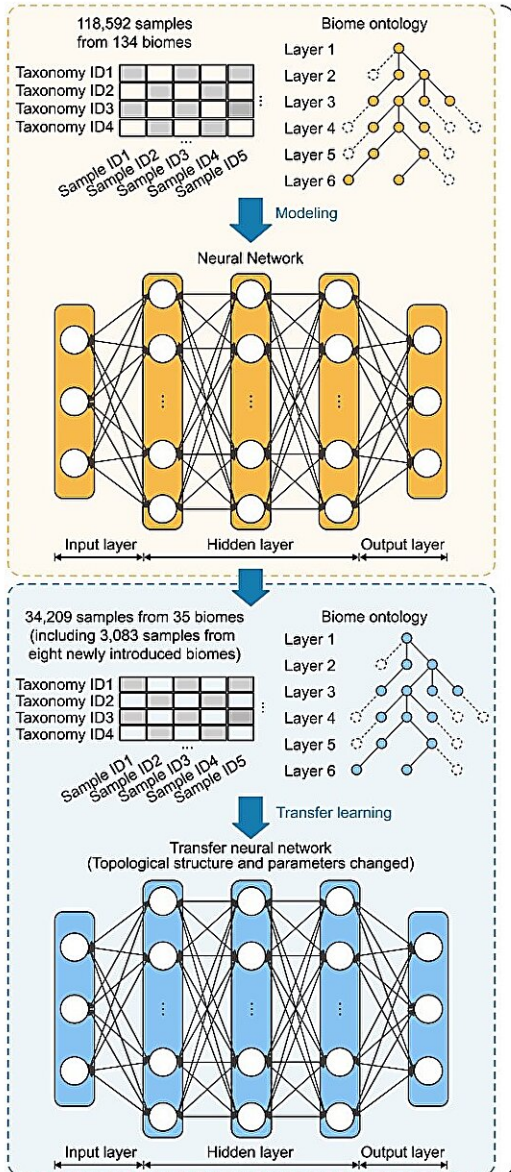 118,592 samples
from 134 biomes
Taxonomy ID1
Taxonomy ID2
Taxonomy ID3
Taxonomy ID4
...
...
Sample ID1
Sample ID2
Sample ID3
Sample ID4
Sample ID5
Biome ontology
Layer 1
Layer 2
Layer 3
Layer 4
Layer 5
Layer 6
Modeling
Neural Network
...
...
...
Input layer
Hidden layer
Output layer
34,209 samples from 35 biomes
(including 3,083 samples from
eight newly introduced biomes)
Taxonomy ID1
Taxonomy ID2
Taxonomy ID3
Taxonomy ID4
...
...
Sample ID1
Sample ID2
Sample ID3
Sample ID4
Sample ID5
Biome ontology
Layer 1
Layer 2
Layer 3
Layer 4
Layer 5
Layer 6
Transfer learning
Transfer neural network
(Topological structure and parameters changed)
...
...
...
Input layer
Hidden layer
Output layer